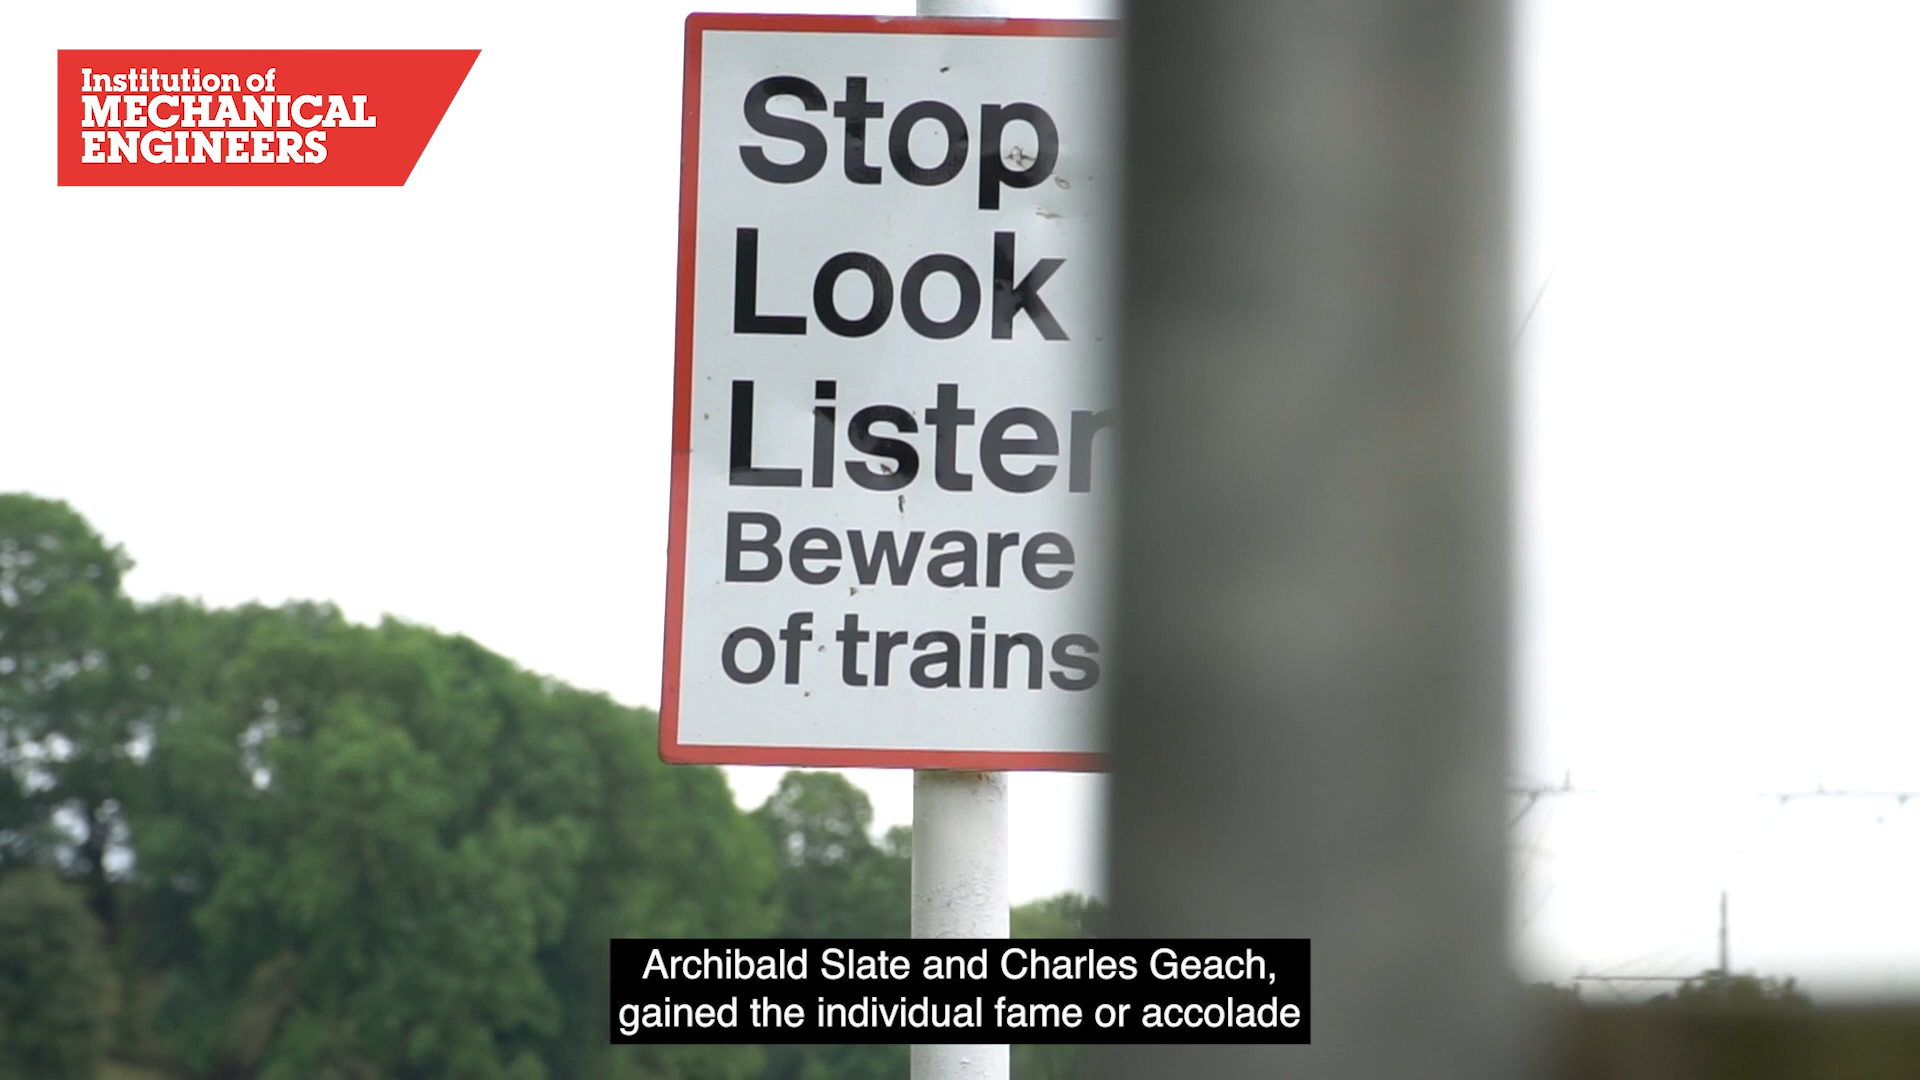 Institution of
MECHANICAL
ENGINEERS
Stop
Look
Beware
of trains
Archibald Slate and Charles Geach,
gained the individual fame or accolade